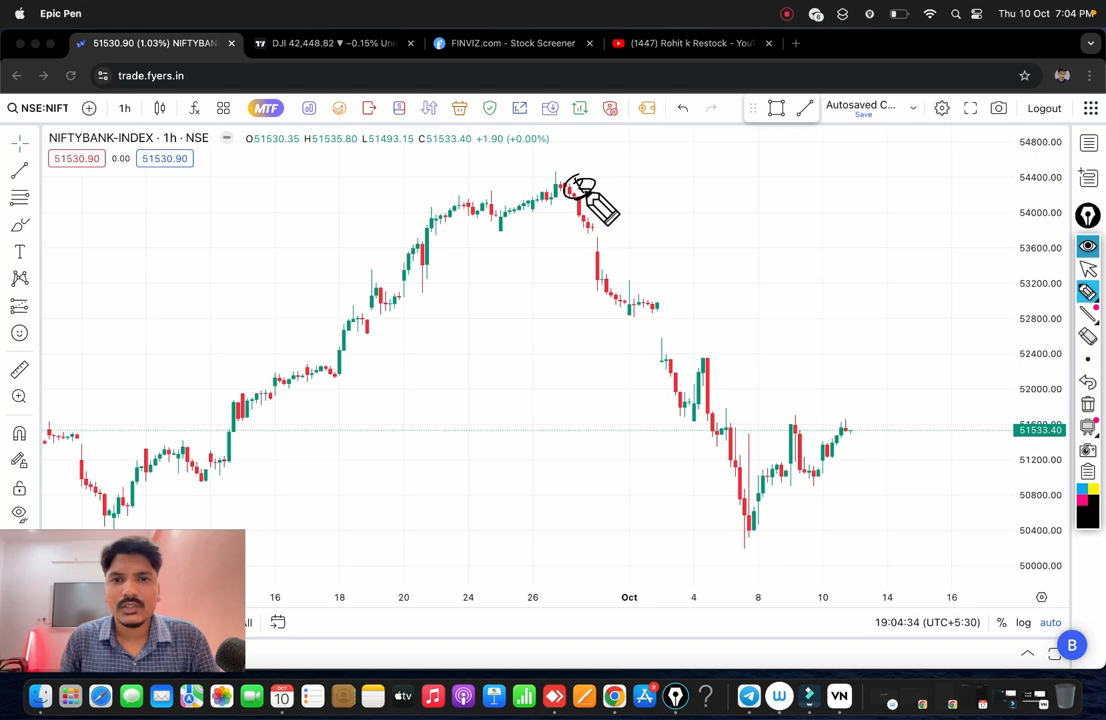 Epic Pen
Thu 10 Oct 7:04 PM
51530.90 (1.03%) NIFTYBAN
DJI 42,448.82 ▼ −0.15% Unn
FINVIZ.com - Stock Screener
(1447) Rohit k Restock - You
trade.fyers.in
NSE:NIFT
1h
MTF
Autosaved C...
Save
Logout
NIFTYBANK-INDEX · 1h · NSE
O51530.35 H51535.80 L51493.15 C51533.40 +1.90 (+0.00%)
51530.90
0.00
51530.90
54800.00
54400.00
54000.00
53600.00
53200.00
52800.00
52400.00
52000.00
51533.40
51200.00
50800.00
50400.00
50000.00
16
18
20
24
26
Oct
4
8
10
14
16
19:04:34 (UTC+5:30)
%
log
auto
B
OCT
10
tv
W
VN